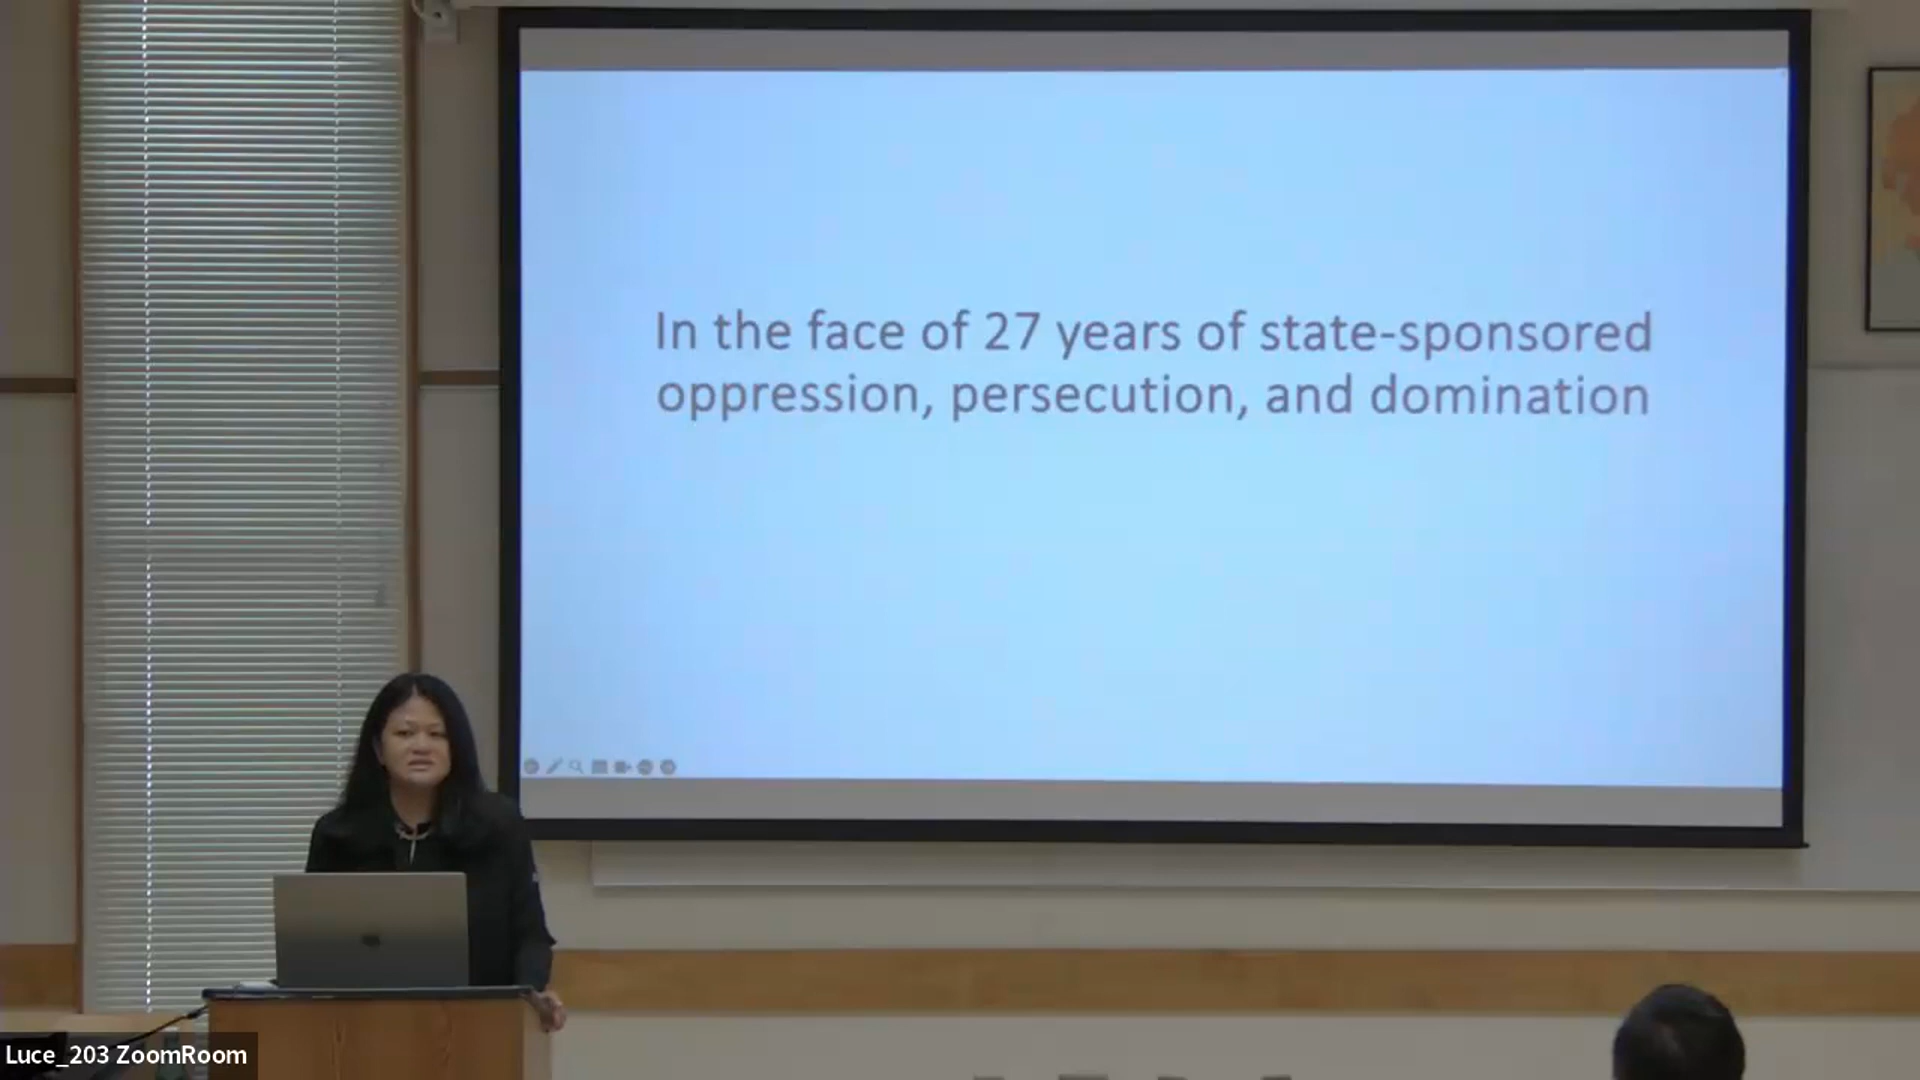 In the face of 27 years of state-sponsored
oppression, persecution, and domination
Luce_203 ZoomRoom